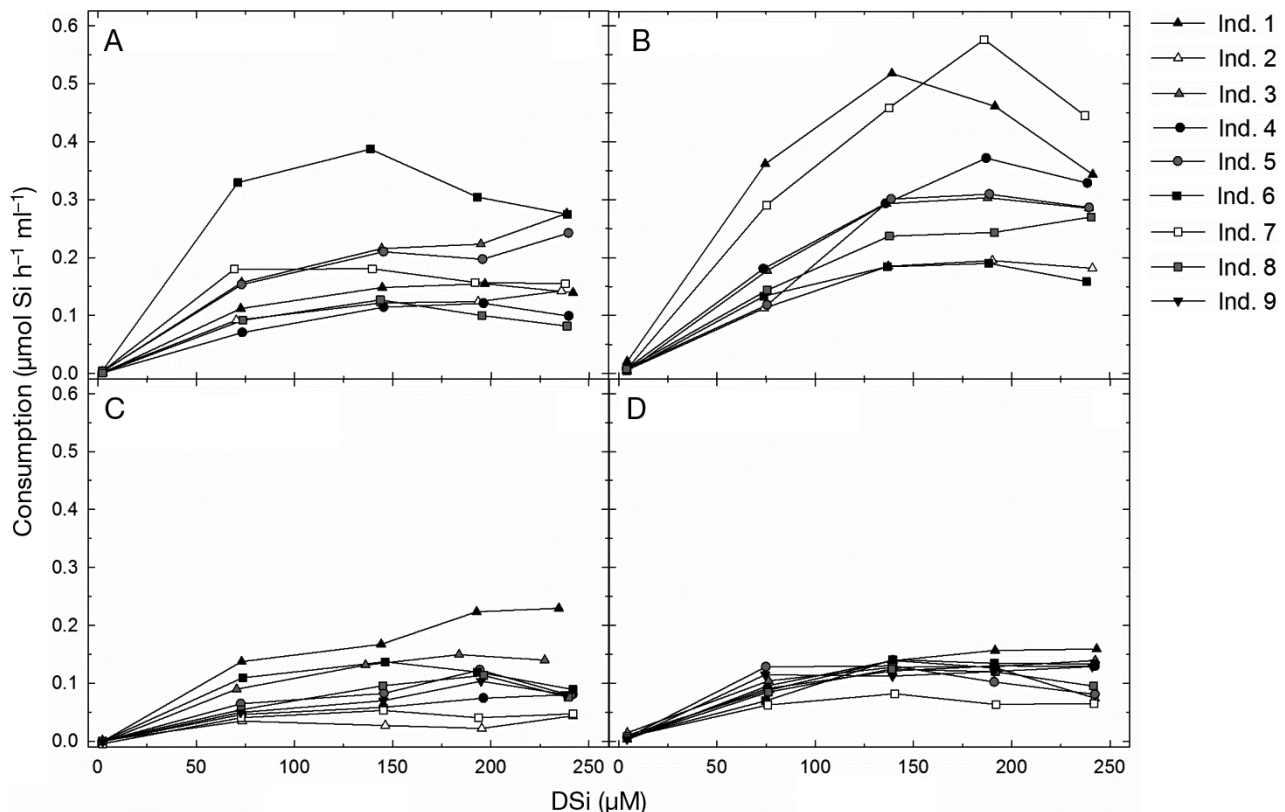 A
B
0.6
0.5
0.4
0.3
0.2
0.1
0.0
C
D
0.6
0.5
0.4
0.3
0.2
0.1
0.0
0 50 100 150 200 250
0 50 100 150 200 250
Consumption (µmol Si h⁻¹ ml⁻¹)
DSi (µM)
Ind. 1
Ind. 2
Ind. 3
Ind. 4
Ind. 5
Ind. 6
Ind. 7
Ind. 8
Ind. 9